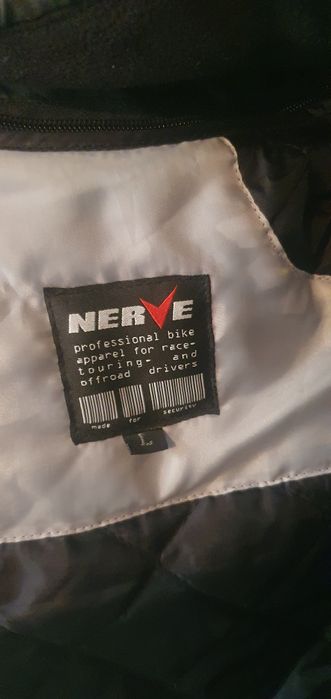 NERVE
professional bike
apparel for race-
touring- and
offroad drivers
made for security